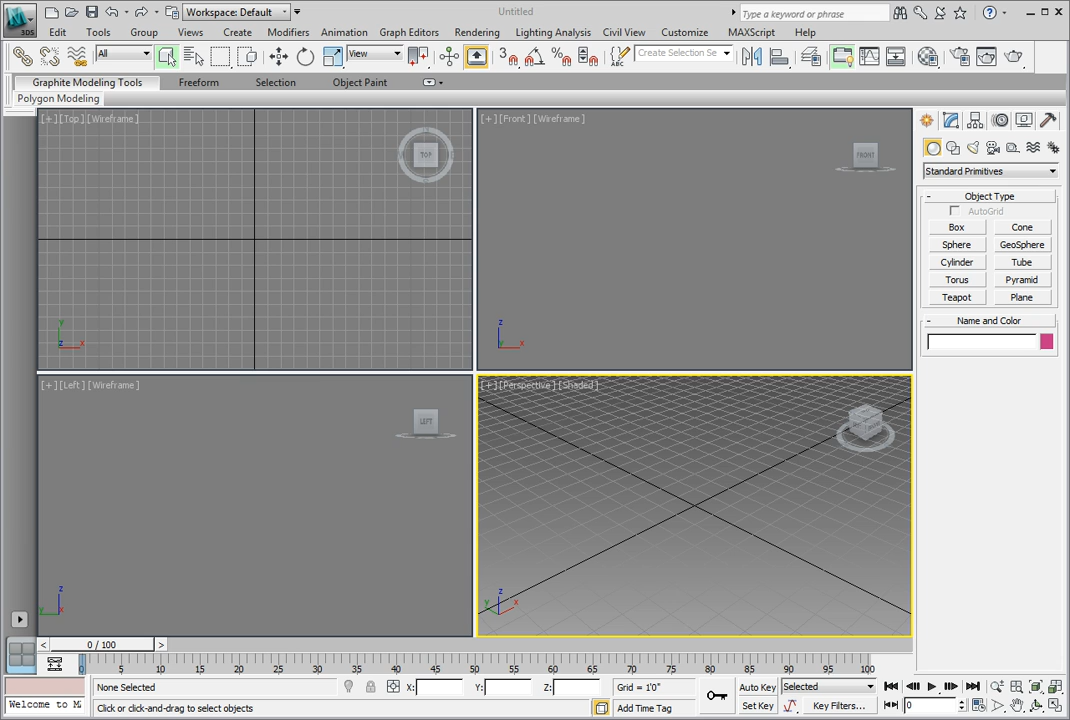 Workspace: Default
Untitled
Type a keyword or phrase
3DS
Edit Tools Group Views Create Modifiers Animation Graph Editors Rendering Lighting Analysis Civil View Customize MAXScript Help
All
View
3
ABC
Create Selection Se
Graphite Modeling Tools Freeform Selection Object Paint
Polygon Modeling
[+][Top][Wireframe]
TOP
y
z x
[+][Front][Wireframe]
FRONT
z
y x
Standard Primitives
- Object Type
AutoGrid
Box Cone
Sphere GeoSphere
Cylinder Tube
Torus Pyramid
Teapot Plane
- Name and Color
[+][Left][Wireframe]
LEFT
z
y x
[+][Perspective][Shaded]
z
y x
< 0 / 100 >
0 5 10 15 20 25 30 35 40 45 50 55 60 65 70 75 80 85 90 95 100
None Selected
X: Y: Z:
Grid = 1'0"
Auto Key
Selected
Welcome to MA
Click or click-and-drag to select objects
Add Time Tag
Set Key
Key Filters...
0